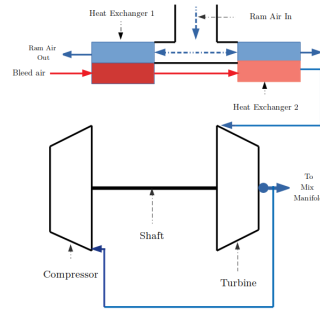 Heat Exchanger 1
Ram Air In
Ram Air
Out
Bleed air
Heat Exchanger 2
To
Mix
Manifold
Shaft
Compressor
Turbine